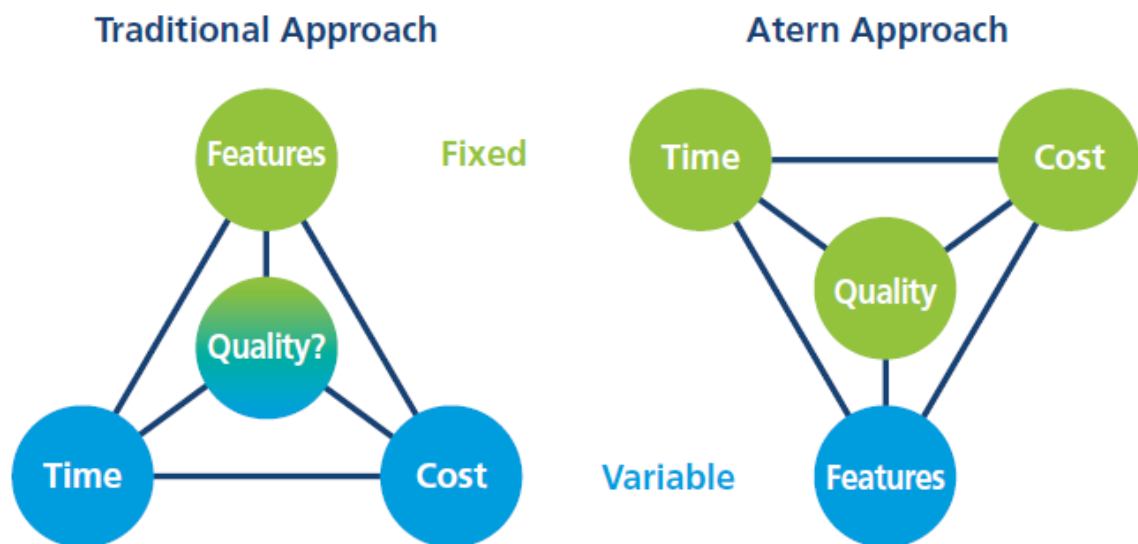 Traditional Approach
Atern Approach
Features
Fixed
Time
Cost
Quality?
Quality
Time
Cost
Variable
Features